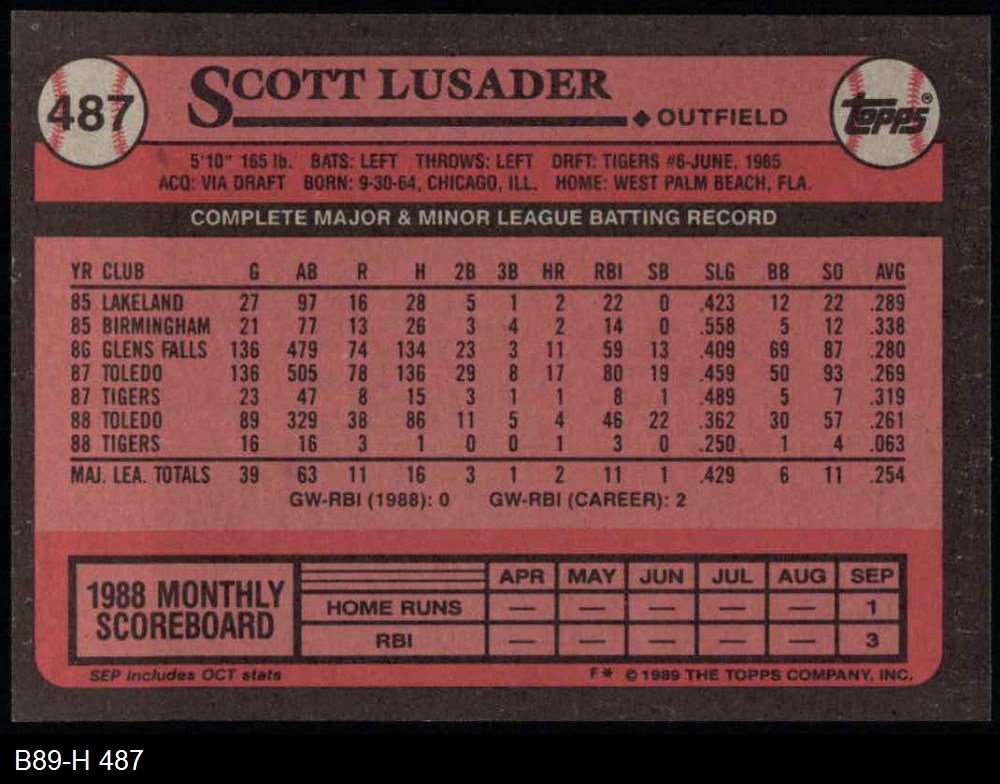 487
SCOTT LUSADER
◆ OUTFIELD
TOPPS®
5'10" 165 lb. BATS: LEFT THROWS: LEFT DRFT: TIGERS #6-JUNE, 1985
ACQ: VIA DRAFT BORN: 9-30-64, CHICAGO, ILL. HOME: WEST PALM BEACH, FLA.
COMPLETE MAJOR & MINOR LEAGUE BATTING RECORD
YR CLUB G AB R H 2B 3B HR RBI SB SLG BB SO AVG
85 LAKELAND 27 97 16 28 5 1 2 22 0 .423 12 22 .289
85 BIRMINGHAM 21 77 13 26 3 4 2 14 0 .558 5 12 .338
86 GLENS FALLS 136 479 74 134 23 3 11 59 13 .409 69 87 .280
87 TOLEDO 136 505 78 136 29 8 17 80 19 .459 50 93 .269
87 TIGERS 23 47 8 15 3 1 1 8 1 .489 5 7 .319
88 TOLEDO 89 329 38 86 11 5 4 46 22 .362 30 57 .261
88 TIGERS 16 16 3 1 0 0 1 3 0 .250 1 4 .063
MAJ. LEA. TOTALS 39 63 11 16 3 1 2 11 1 .429 6 11 .254
GW-RBI (1988): 0 GW-RBI (CAREER): 2
1988 MONTHLY SCOREBOARD
APR MAY JUN JUL AUG SEP
HOME RUNS — — — — — 1
RBI — — — — — 3
SEP includes OCT stats
F* © 1989 THE TOPPS COMPANY, INC.
B89-H 487